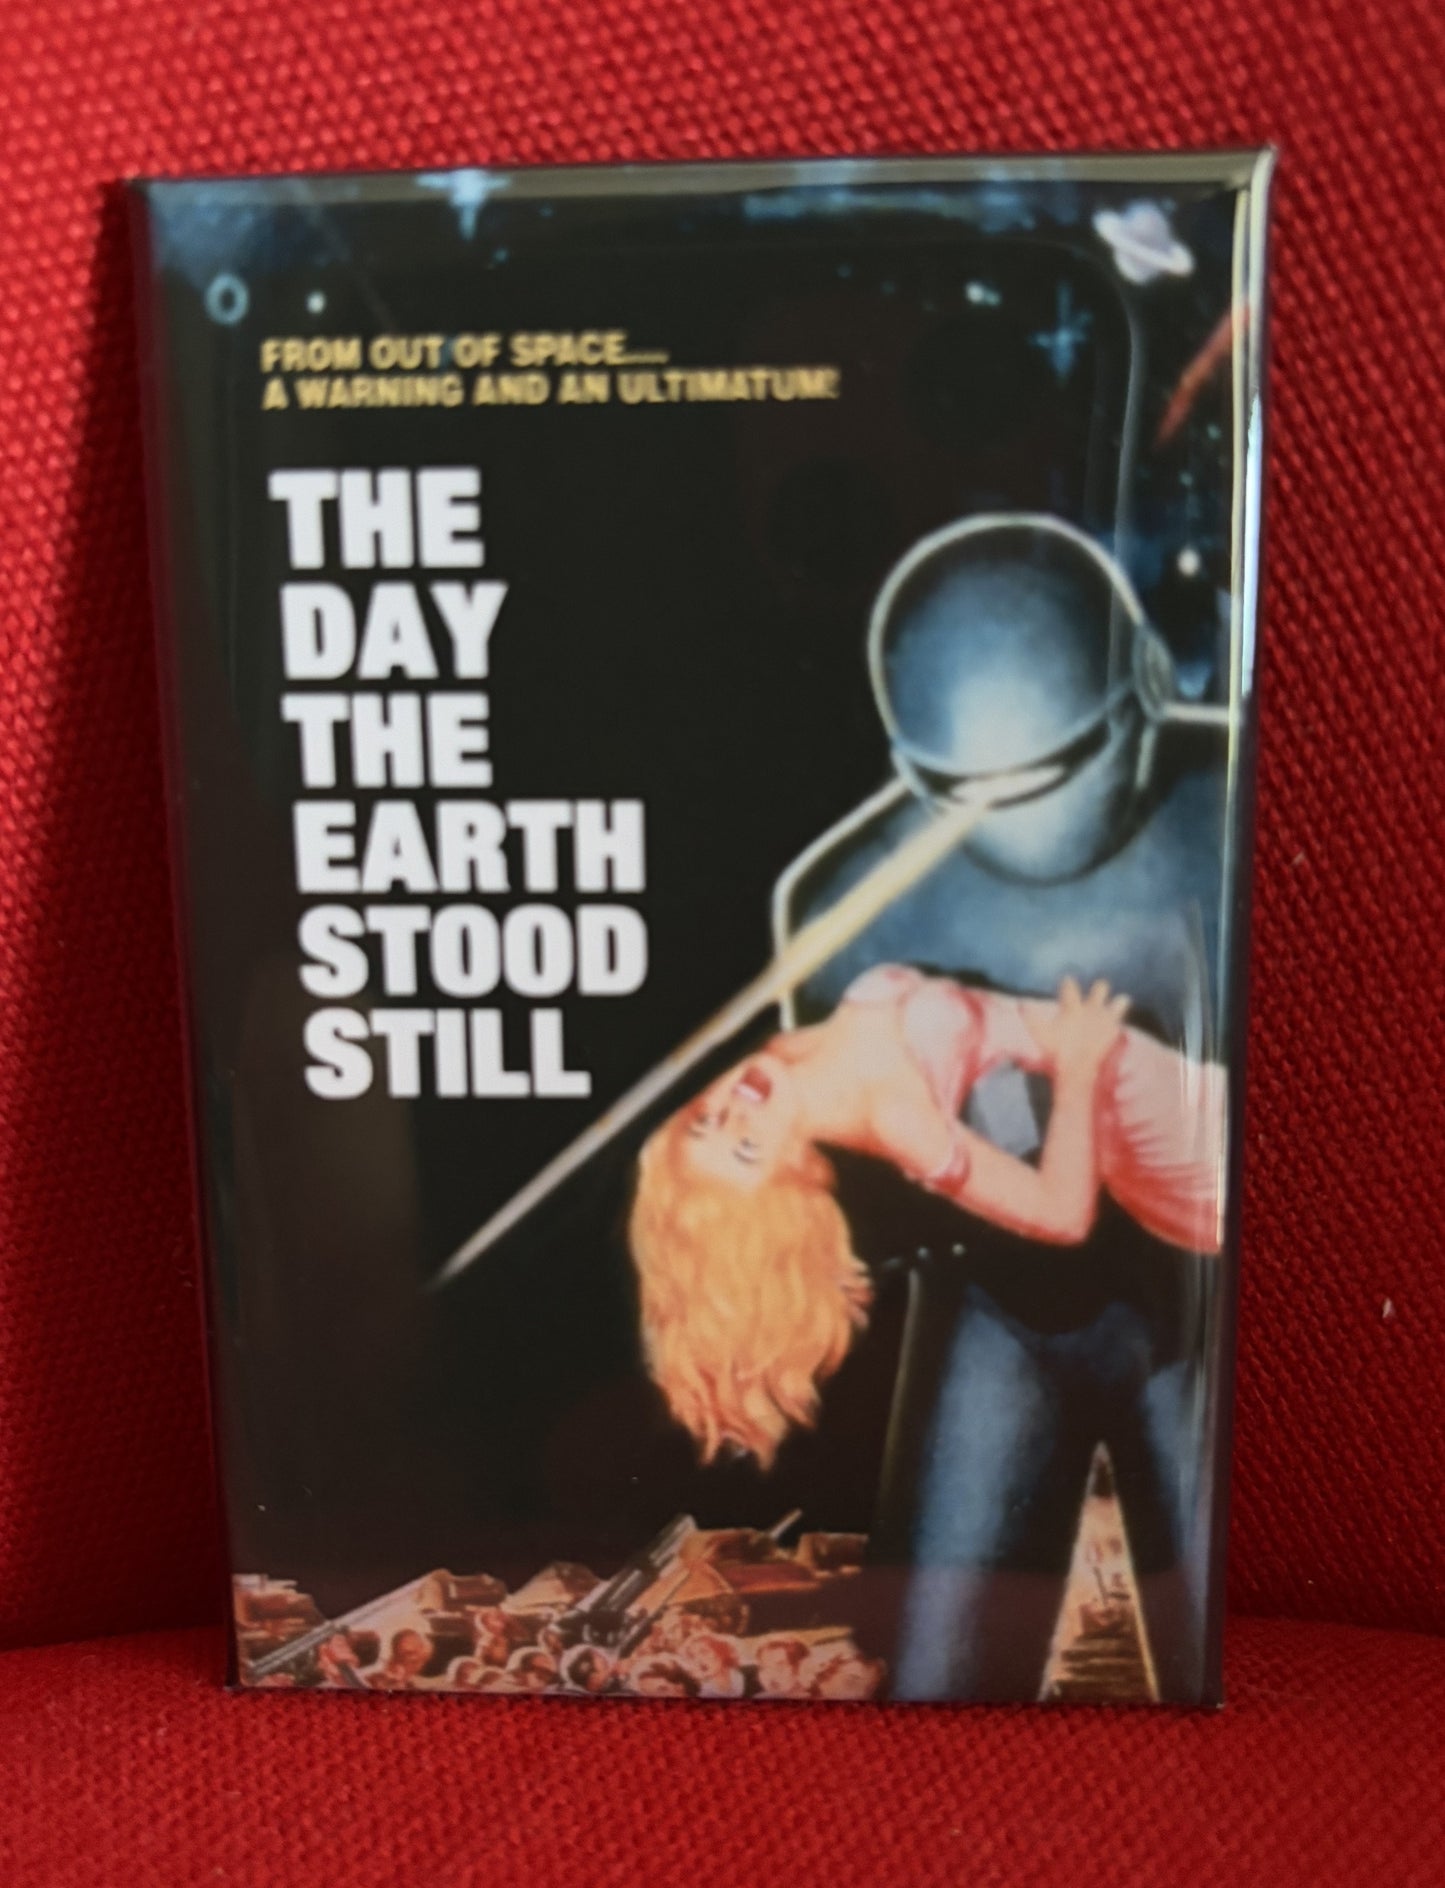 FROM OUT OF SPACE....
A WARNING AND AN ULTIMATUM!
THE
DAY
THE
EARTH
STOOD
STILL